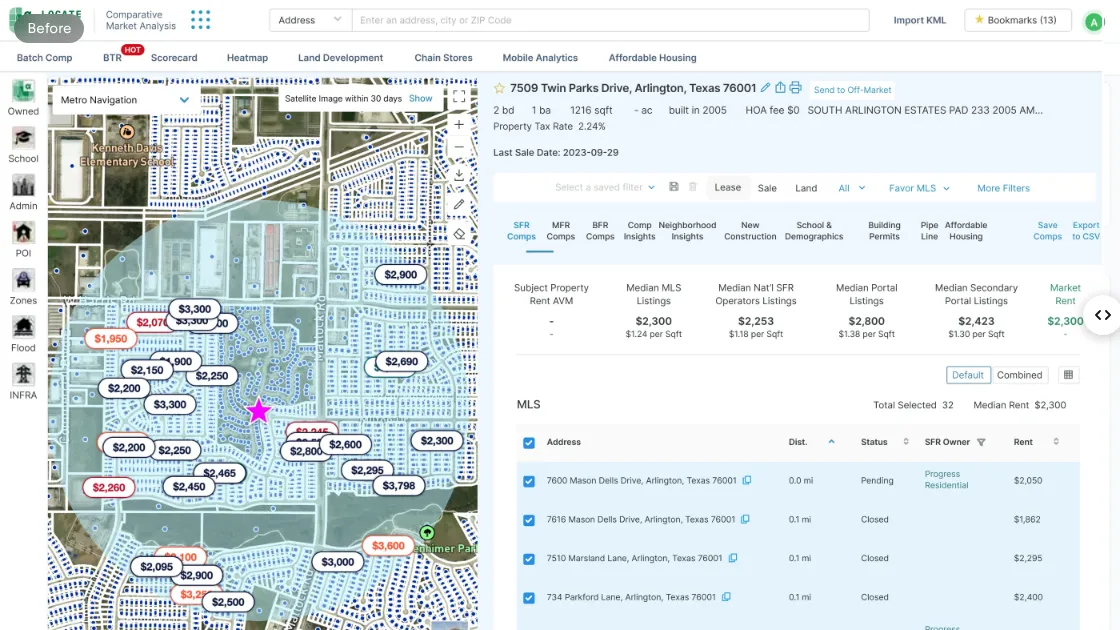 Before
LOCATE
Comparative
Market Analysis
Address
Enter an address, city or ZIP Code
Import KML
Bookmarks (13)
A
Batch Comp
BTR
HOT
Scorecard
Heatmap
Land Development
Chain Stores
Mobile Analytics
Affordable Housing
Owned
School
Admin
POI
Zones
Flood
INFRA
Metro Navigation
Satellite Image within 30 days Show
Kenneth Davis
Elementary School
$2,900
$3,300
$3,300
$1,950
$2,690
$2,150
$2,250
$2,200
$3,300
$2,300
$2,600
$2,200
$2,250
$2,800
$2,465
$2,295
$2,260
$2,450
$3,798
$3,600
$3,000
$2,095
$2,900
$2,500
7509 Twin Parks Drive, Arlington, Texas 76001
Send to Off-Market
2 bd 1 ba 1216 sqft - ac built in 2005 HOA fee $0 SOUTH ARLINGTON ESTATES PAD 233 2005 AM...
Property Tax Rate 2.24%
Last Sale Date: 2023-09-29
Select a saved filter
Lease
Sale
Land
All
Favor MLS
More Filters
SFR
Comps
MFR
Comps
BFR
Comps
Comp
Insights
Neighborhood
Insights
New
Construction
School &
Demographics
Building
Permits
Pipe
Line
Affordable
Housing
Save
Comps
Export
to CSV
Subject Property
Rent AVM
-
-
Median MLS
Listings
$2,300
$1.24 per Sqft
Median Nat'l SFR
Operators Listings
$2,253
$1.18 per Sqft
Median Portal
Listings
$2,800
$1.38 per Sqft
Median Secondary
Portal Listings
$2,423
$1.30 per Sqft
Market
Rent
$2,300
-
Default
Combined
MLS
Total Selected 32
Median Rent $2,300
Address Dist. Status SFR Owner Rent
7600 Mason Dells Drive, Arlington, Texas 76001 0.0 mi Pending Progress Residential $2,050
7616 Mason Dells Drive, Arlington, Texas 76001 0.1 mi Closed $1,862
7510 Marsland Lane, Arlington, Texas 76001 0.1 mi Closed $2,295
734 Parkford Lane, Arlington, Texas 76001 0.1 mi Closed $2,400
Progress